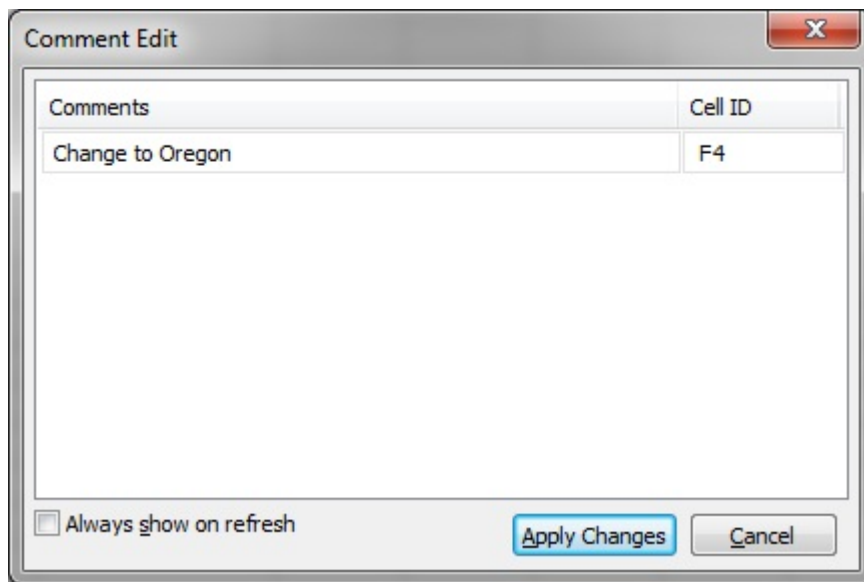 Comment Edit
Comments Cell ID
Change to Oregon F4
Always show on refresh Apply Changes Cancel